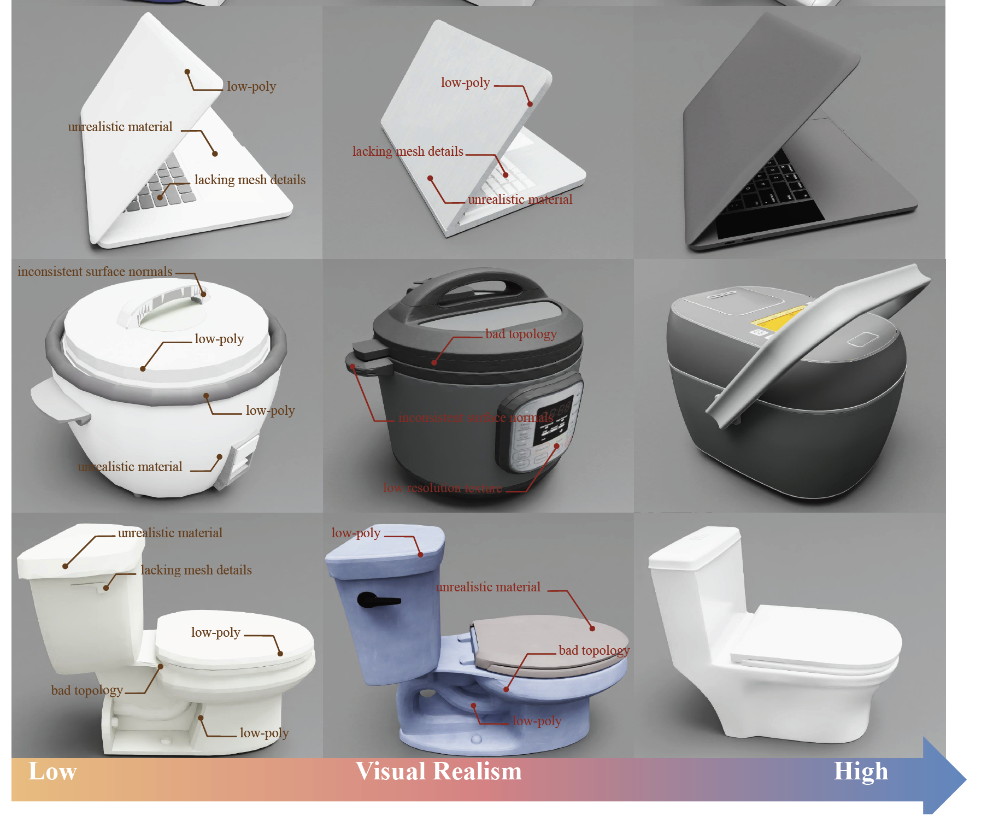 low-poly
unrealistic material
lacking mesh details
low-poly
lacking mesh details
unrealistic material
inconsistent surface normals
low-poly
low-poly
unrealistic material
bad topology
inconsistent surface normals
low resolution texture
unrealistic material
lacking mesh details
low-poly
bad topology
low-poly
low-poly
unrealistic material
bad topology
low-poly
Low
Visual Realism
High